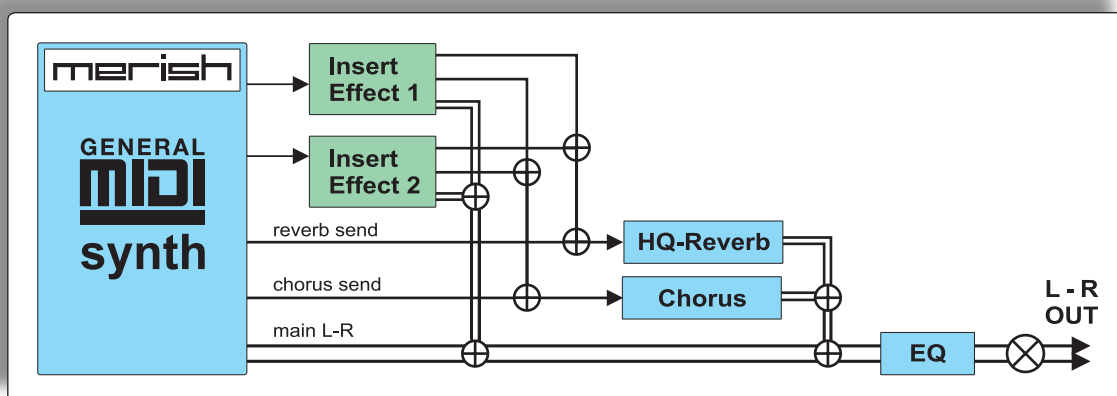 merish
GENERAL
MIDI
synth
Insert
Effect 1
Insert
Effect 2
reverb send
chorus send
main L-R
HQ-Reverb
Chorus
EQ
L - R
OUT